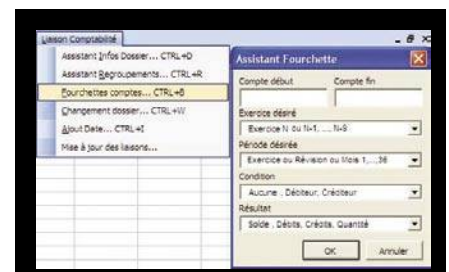 Liaison Comptabilité
Assistant Infos Dossier... CTRL+D
Assistant Regroupements... CTRL+R
Fourchettes comptes... CTRL+B
Changement dossier... CTRL+W
Ajout Date... CTRL+I
Mise à jour des liaisons...
Assistant Fourchette
Compte début Compte fin
Exercice désiré
Exercice N ou N-1, ..., N-9
Période désirée
Exercice ou Révision ou Mois 1,...,36
Condition
Aucune , Débiteur, Créditeur
Résultat
Solde , Débits, Crédits, Quantité
OK Annuler